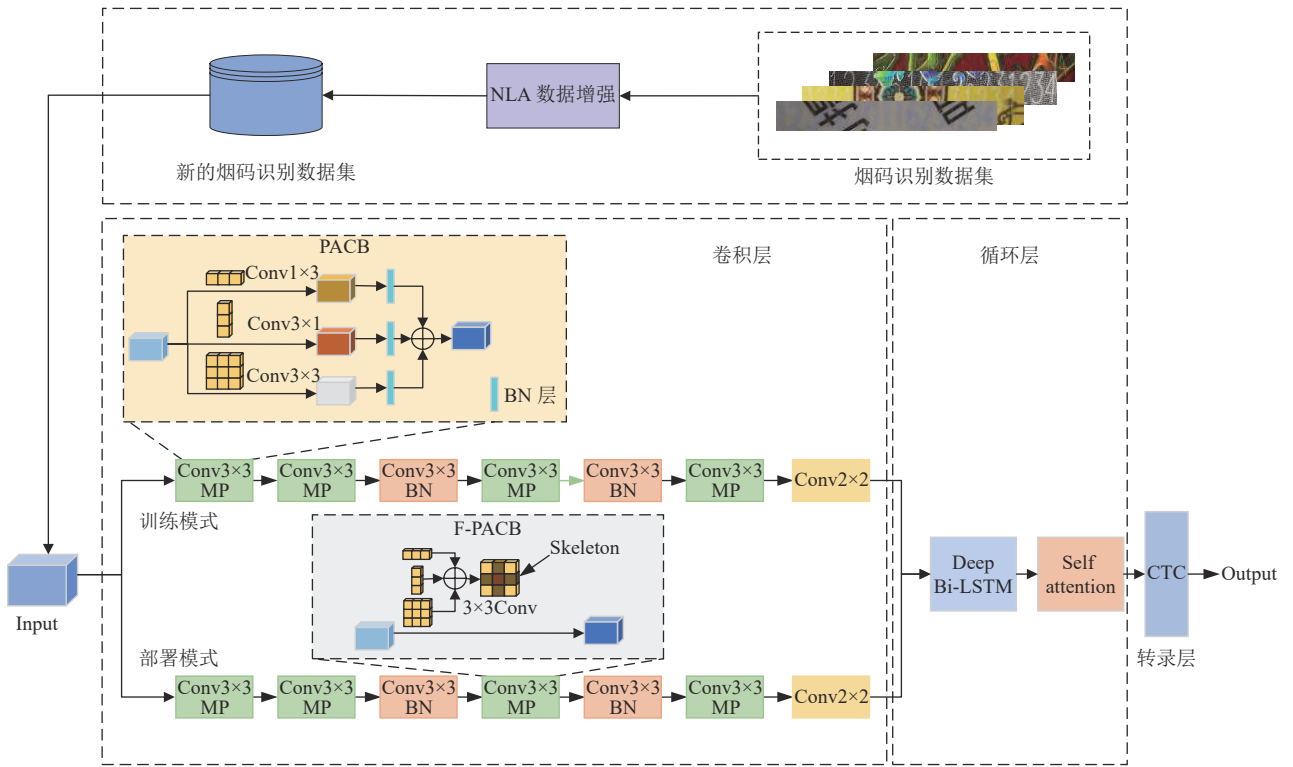 NLA 数据增强
新的烟码识别数据集
烟码识别数据集
PACB
卷积层
循环层
Conv1×3
Conv3×1
Conv3×3
BN 层
Conv3×3
MP
Conv3×3
MP
Conv3×3
BN
Conv3×3
MP
Conv3×3
BN
Conv3×3
MP
Conv2×2
训练模式
F-PACB
Skeleton
3×3Conv
Input
Deep
Bi-LSTM
Self
attention
CTC
Output
转录层
部署模式
Conv3×3
MP
Conv3×3
MP
Conv3×3
BN
Conv3×3
MP
Conv3×3
BN
Conv3×3
MP
Conv2×2